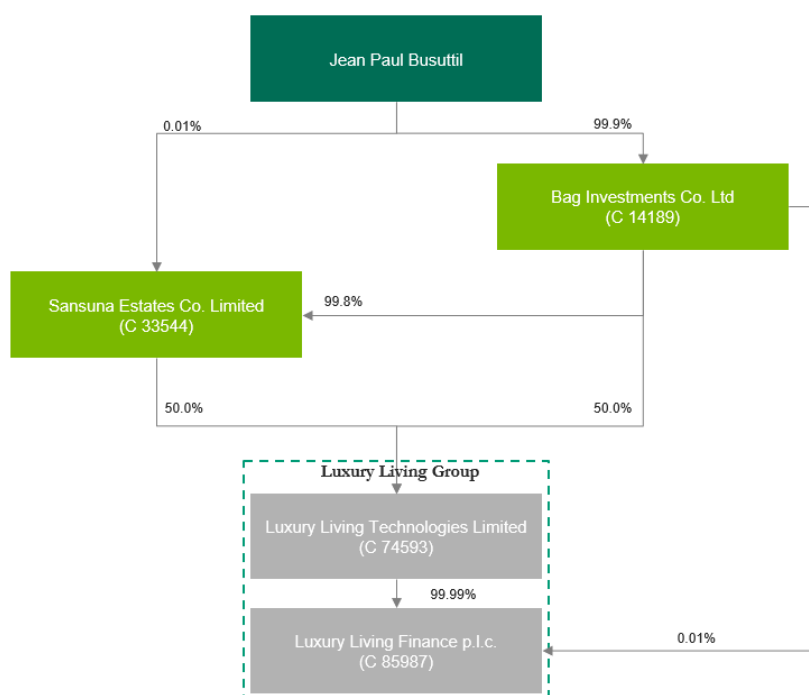 Jean Paul Busuttil
0.01%
99.9%
Bag Investments Co. Ltd
(C 14189)
Sansuna Estates Co. Limited
(C 33544)
99.8%
50.0%
50.0%
Luxury Living Group
Luxury Living Technologies Limited
(C 74593)
99.99%
Luxury Living Finance p.l.c.
(C 85987)
0.01%